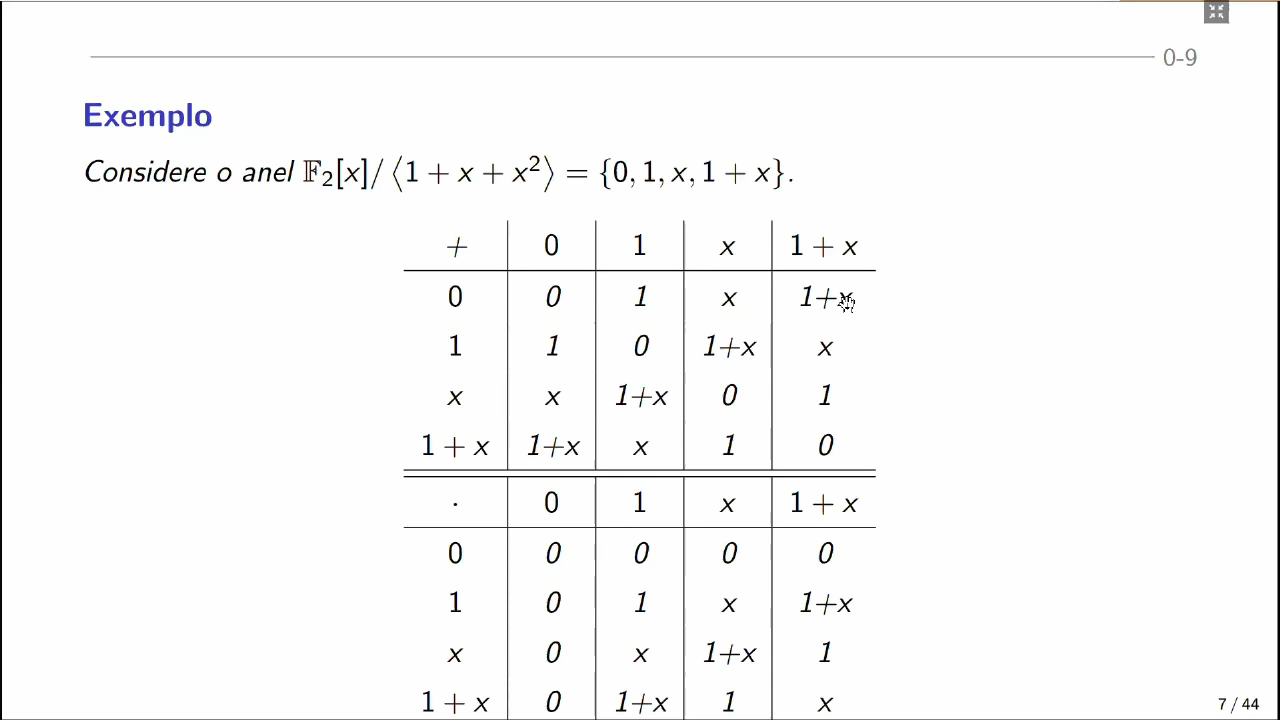 0-9
Exemplo
Considere o anel 𝔽₂[x]/⟨1 + x + x²⟩ = {0, 1, x, 1 + x}.
+ 0 1 x 1 + x
0 0 1 x 1+x
1 1 0 1+x x
x x 1+x 0 1
1 + x 1+x x 1 0
· 0 1 x 1 + x
0 0 0 0 0
1 0 1 x 1+x
x 0 x 1+x 1
1 + x 0 1+x 1 x
7 / 44